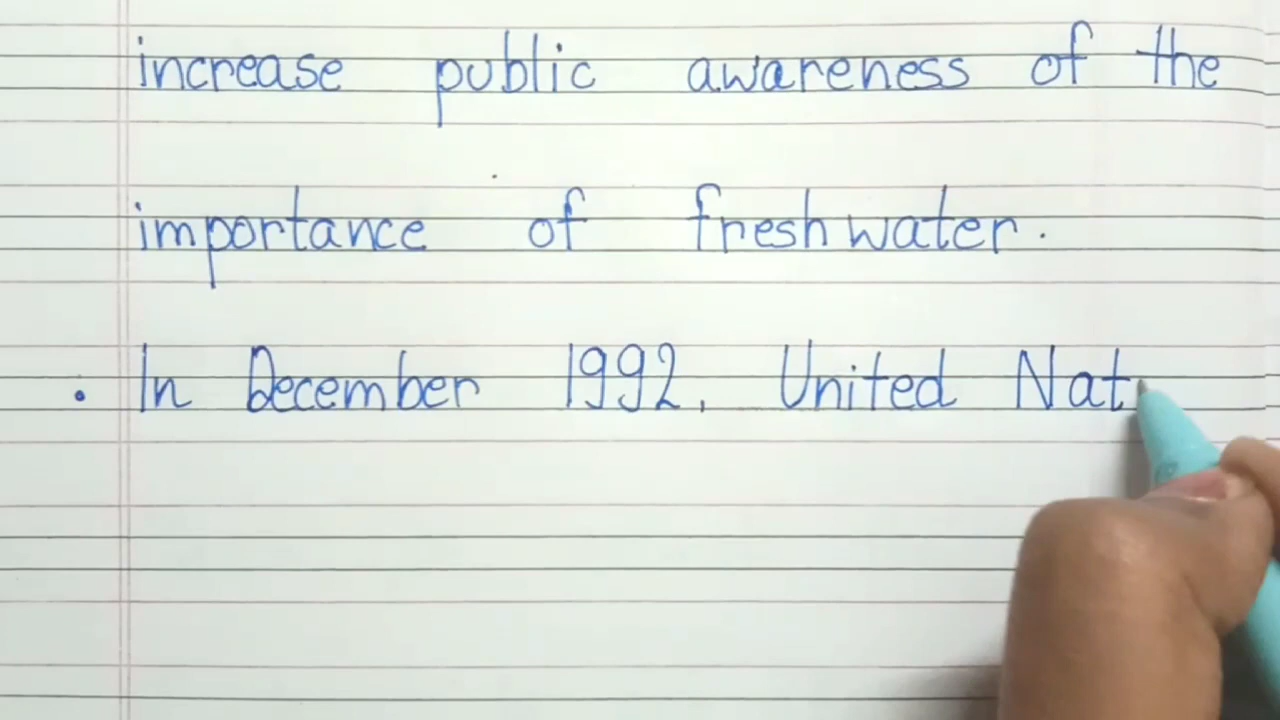 increase public awareness of the
importance of freshwater.
. In December 1992, United Nat